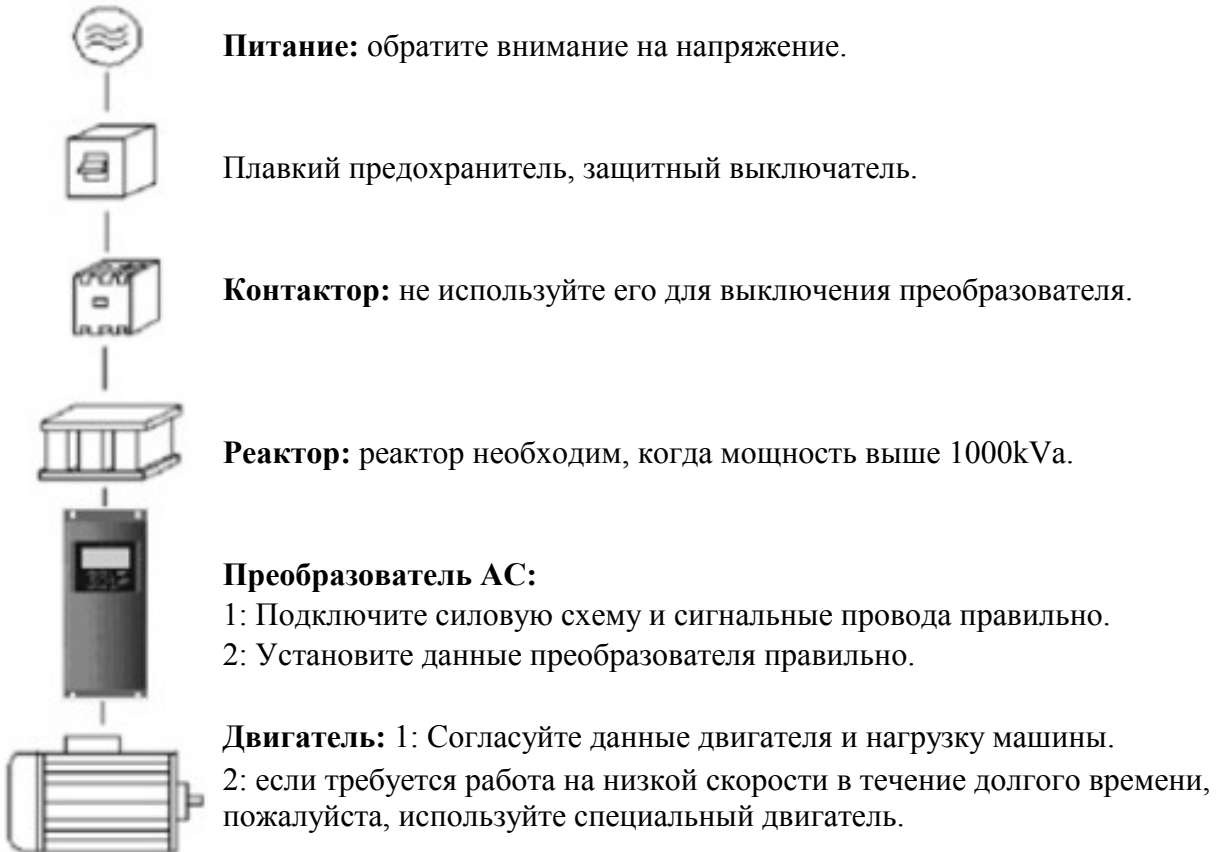 Питание: обратите внимание на напряжение.
Плавкий предохранитель, защитный выключатель.
Контактор: не используйте его для выключения преобразователя.
Реактор: реактор необходим, когда мощность выше 1000kVa.
Преобразователь AC:
1: Подключите силовую схему и сигнальные провода правильно.
2: Установите данные преобразователя правильно.
Двигатель: 1: Согласуйте данные двигателя и нагрузку машины.
2: если требуется работа на низкой скорости в течение долгого времени,
пожалуйста, используйте специальный двигатель.